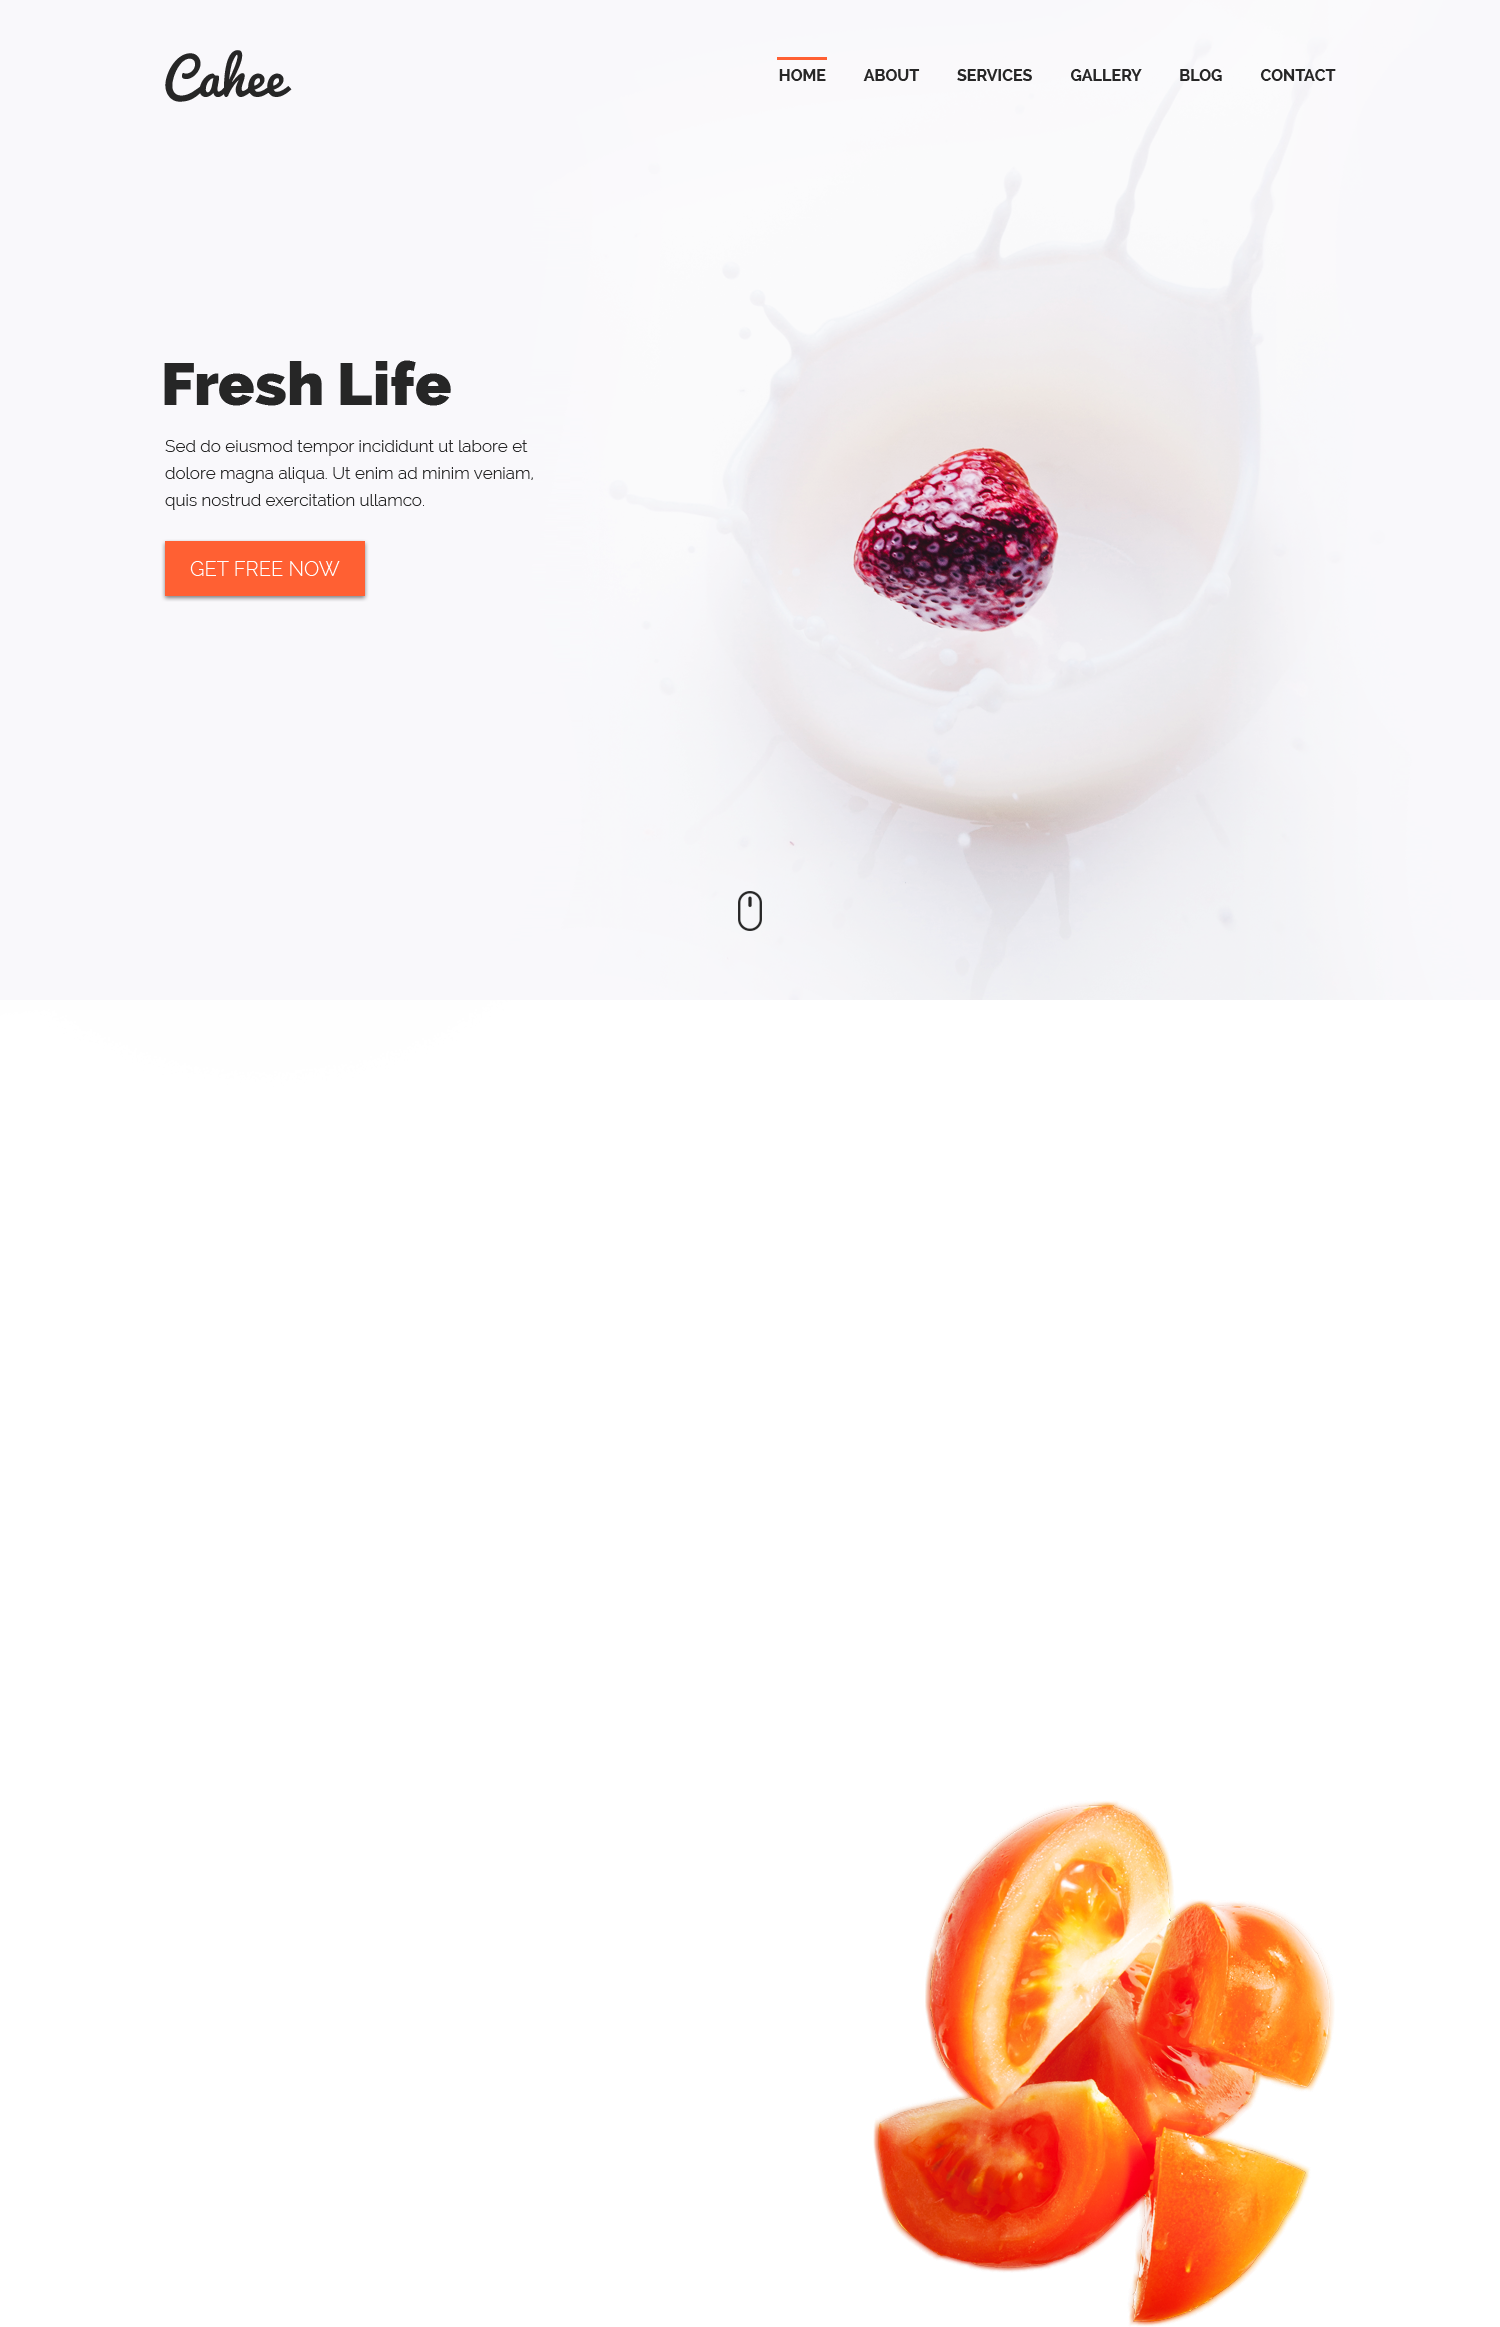 Cahee
HOME ABOUT SERVICES GALLERY BLOG CONTACT
Fresh Life
Sed do eiusmod tempor incididunt ut labore et
dolore magna aliqua. Ut enim ad minim veniam,
quis nostrud exercitation ullamco.
GET FREE NOW